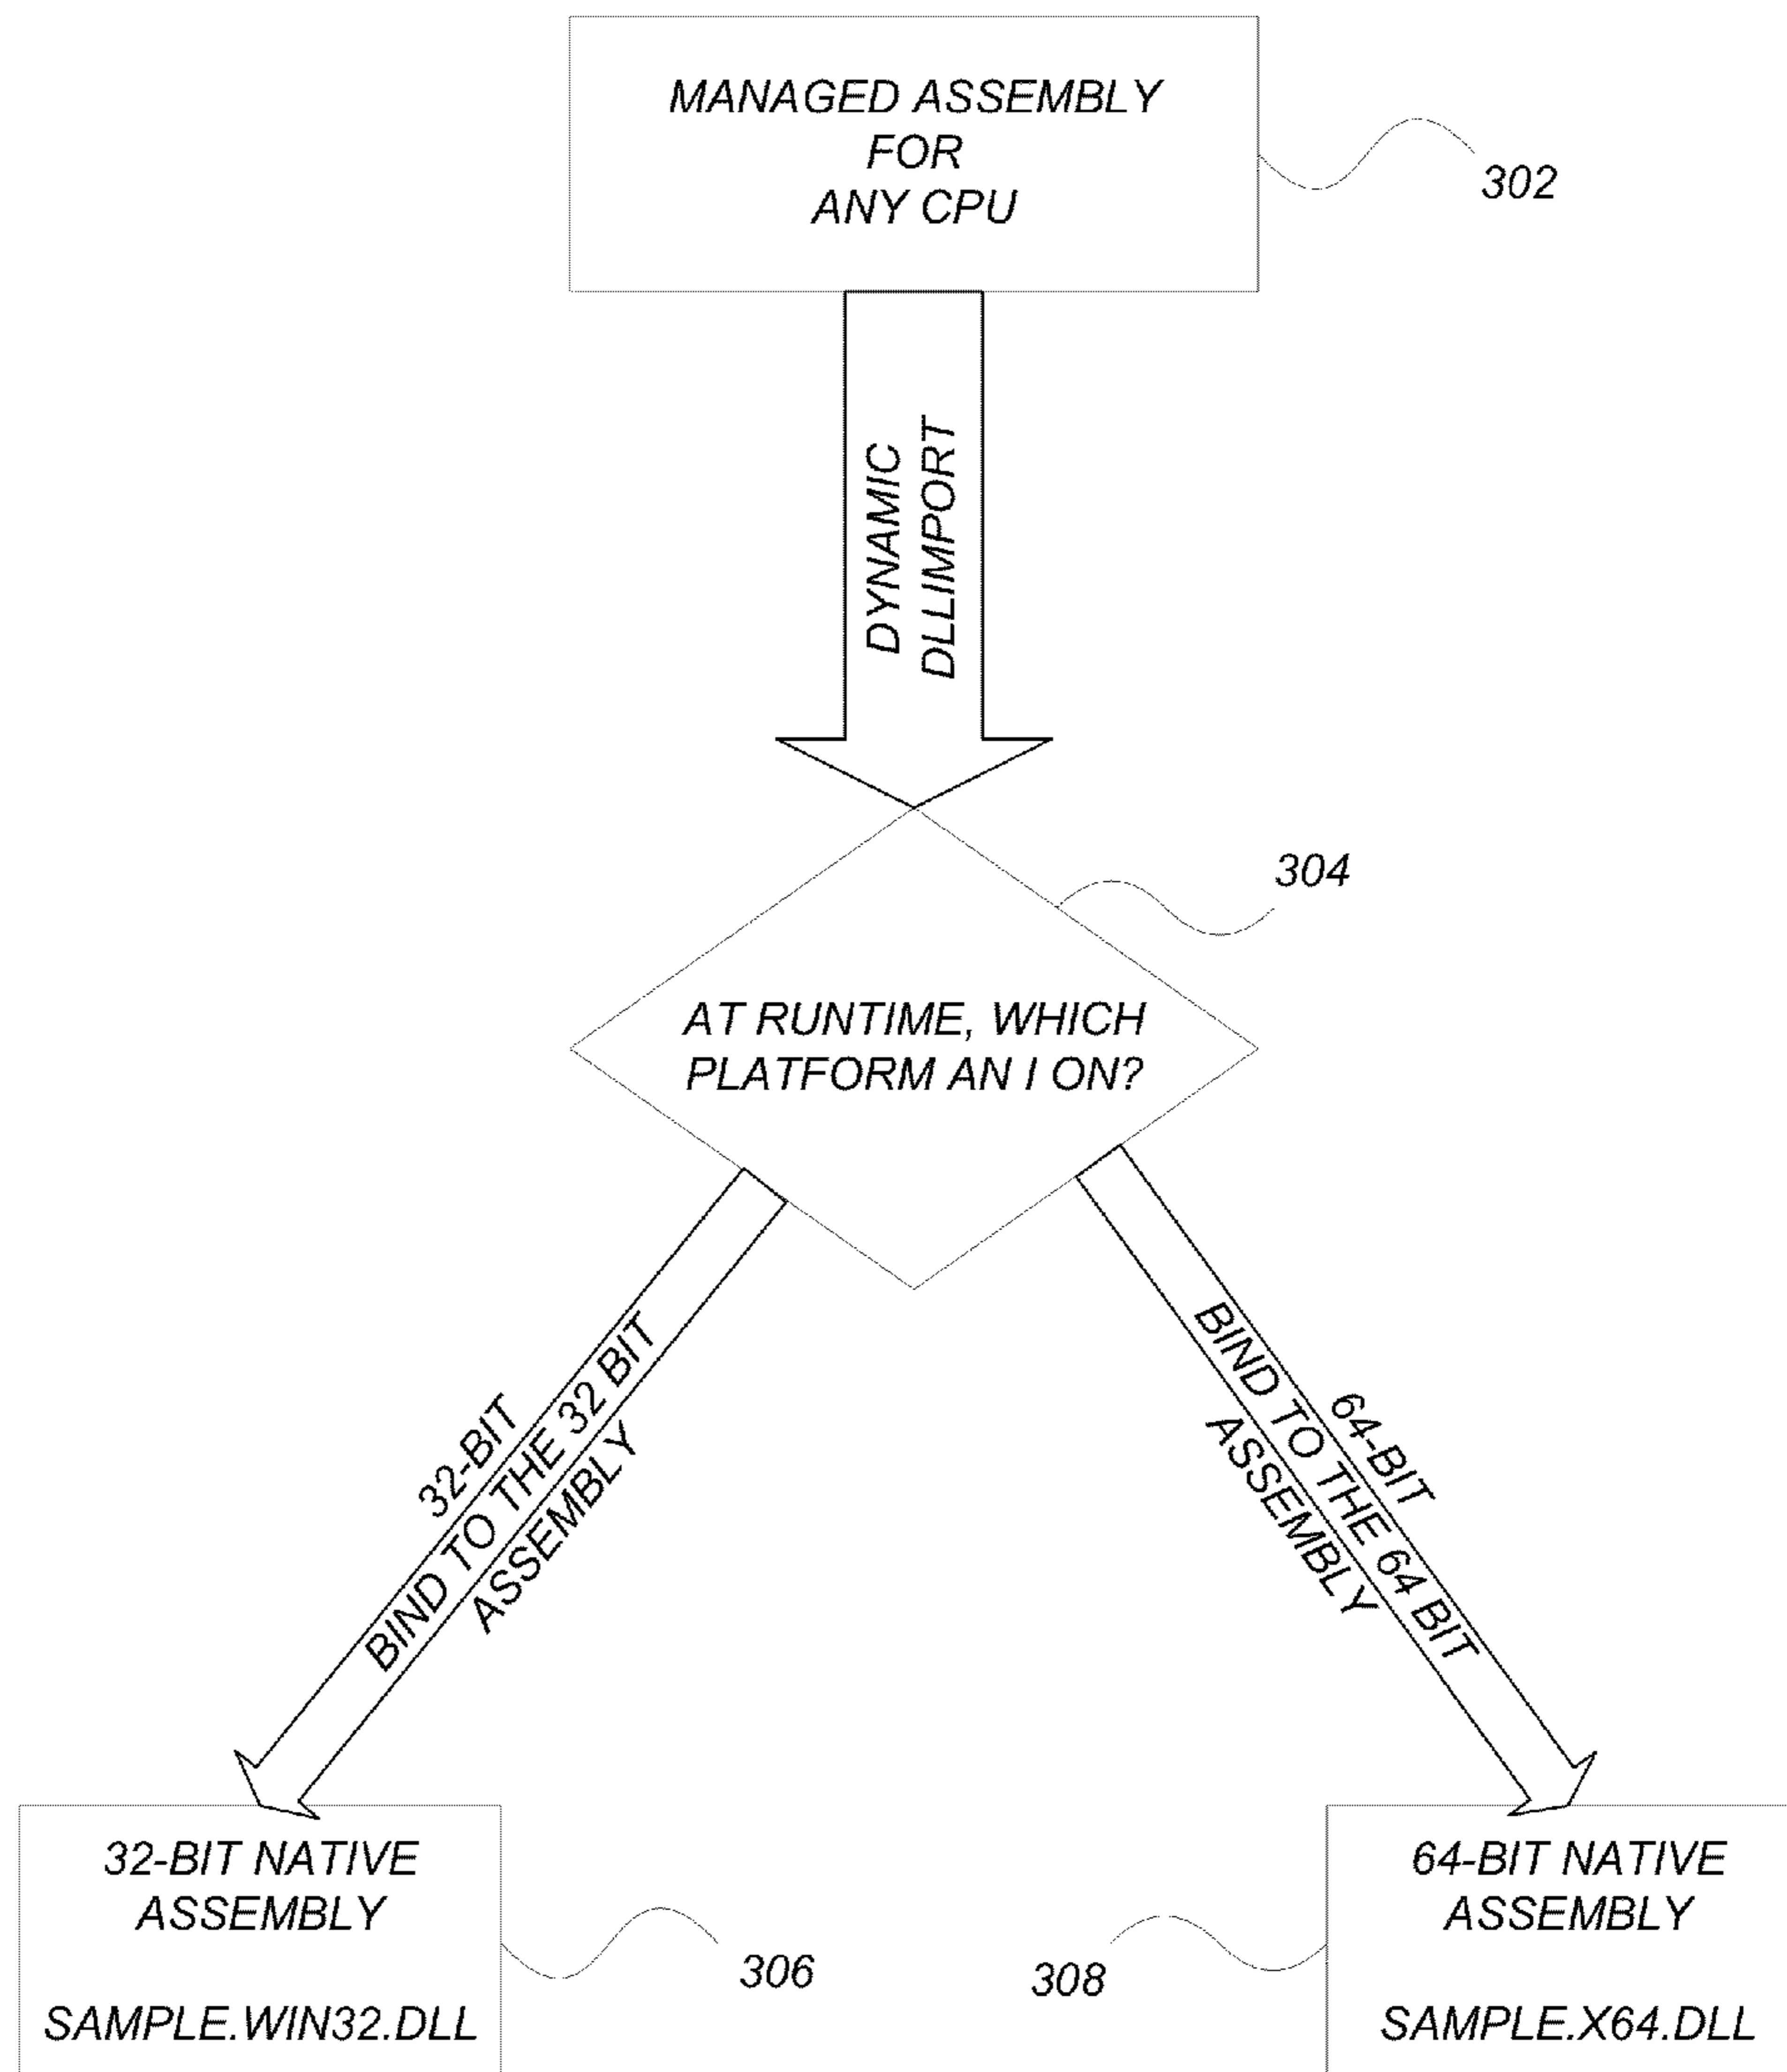 MANAGED ASSEMBLY
FOR
ANY CPU
302
DYNAMIC
DLLIMPORT
304
AT RUNTIME, WHICH
PLATFORM AN I ON?
32-BIT
BIND TO THE 32 BIT
ASSEMBLY
64-BIT
BIND TO THE 64 BIT
ASSEMBLY
32-BIT NATIVE
ASSEMBLY
SAMPLE.WIN32.DLL
306
308
64-BIT NATIVE
ASSEMBLY
SAMPLE.X64.DLL